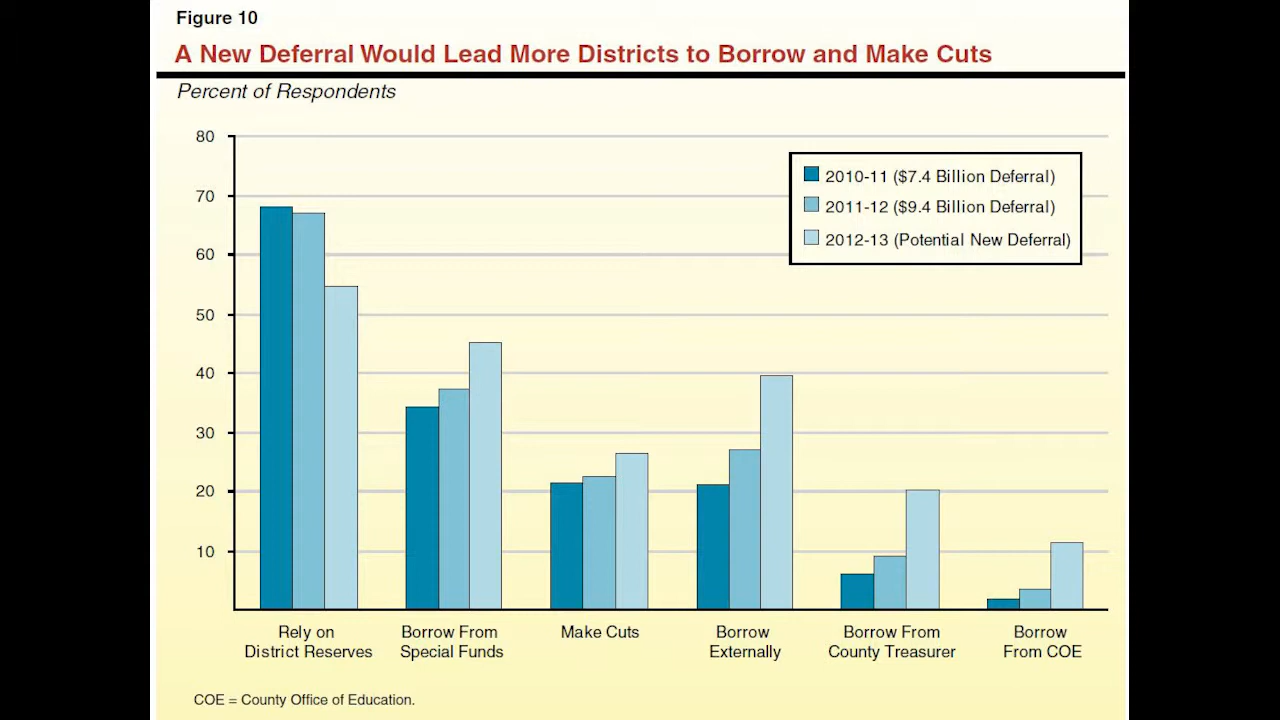 Figure 10
A New Deferral Would Lead More Districts to Borrow and Make Cuts
Percent of Respondents
80
70
60
50
40
30
20
10
2010-11 ($7.4 Billion Deferral)
2011-12 ($9.4 Billion Deferral)
2012-13 (Potential New Deferral)
Rely on
District Reserves
Borrow From
Special Funds
Make Cuts
Borrow
Externally
Borrow From
County Treasurer
Borrow
From COE
COE = County Office of Education.